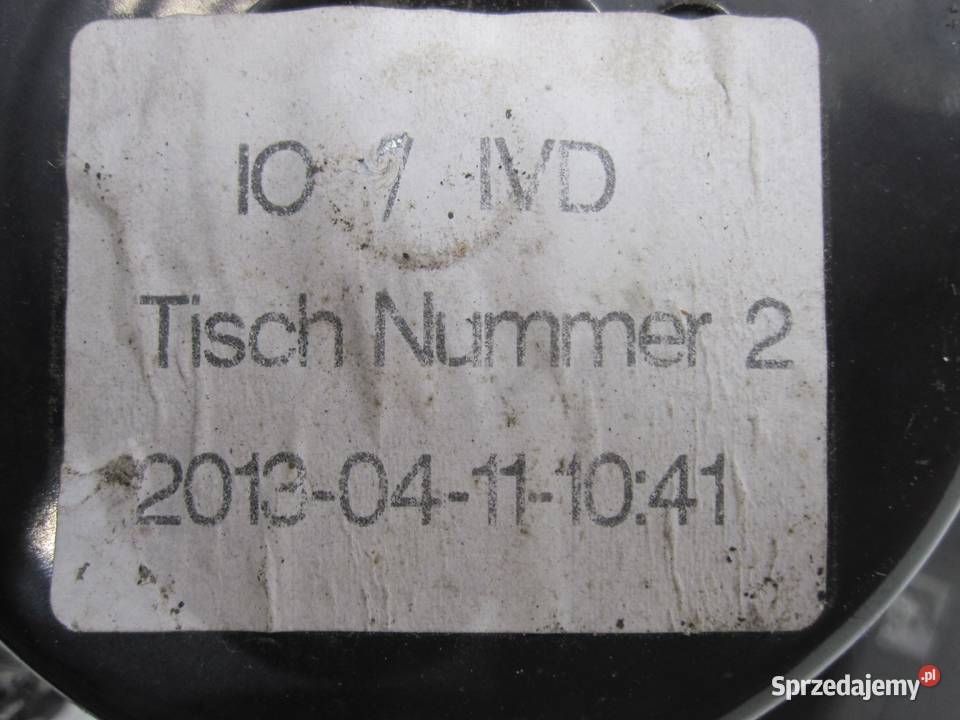 IO / IVD
Tisch Nummer 2
2013-04-11-10:41
Sprzedajemy.pl